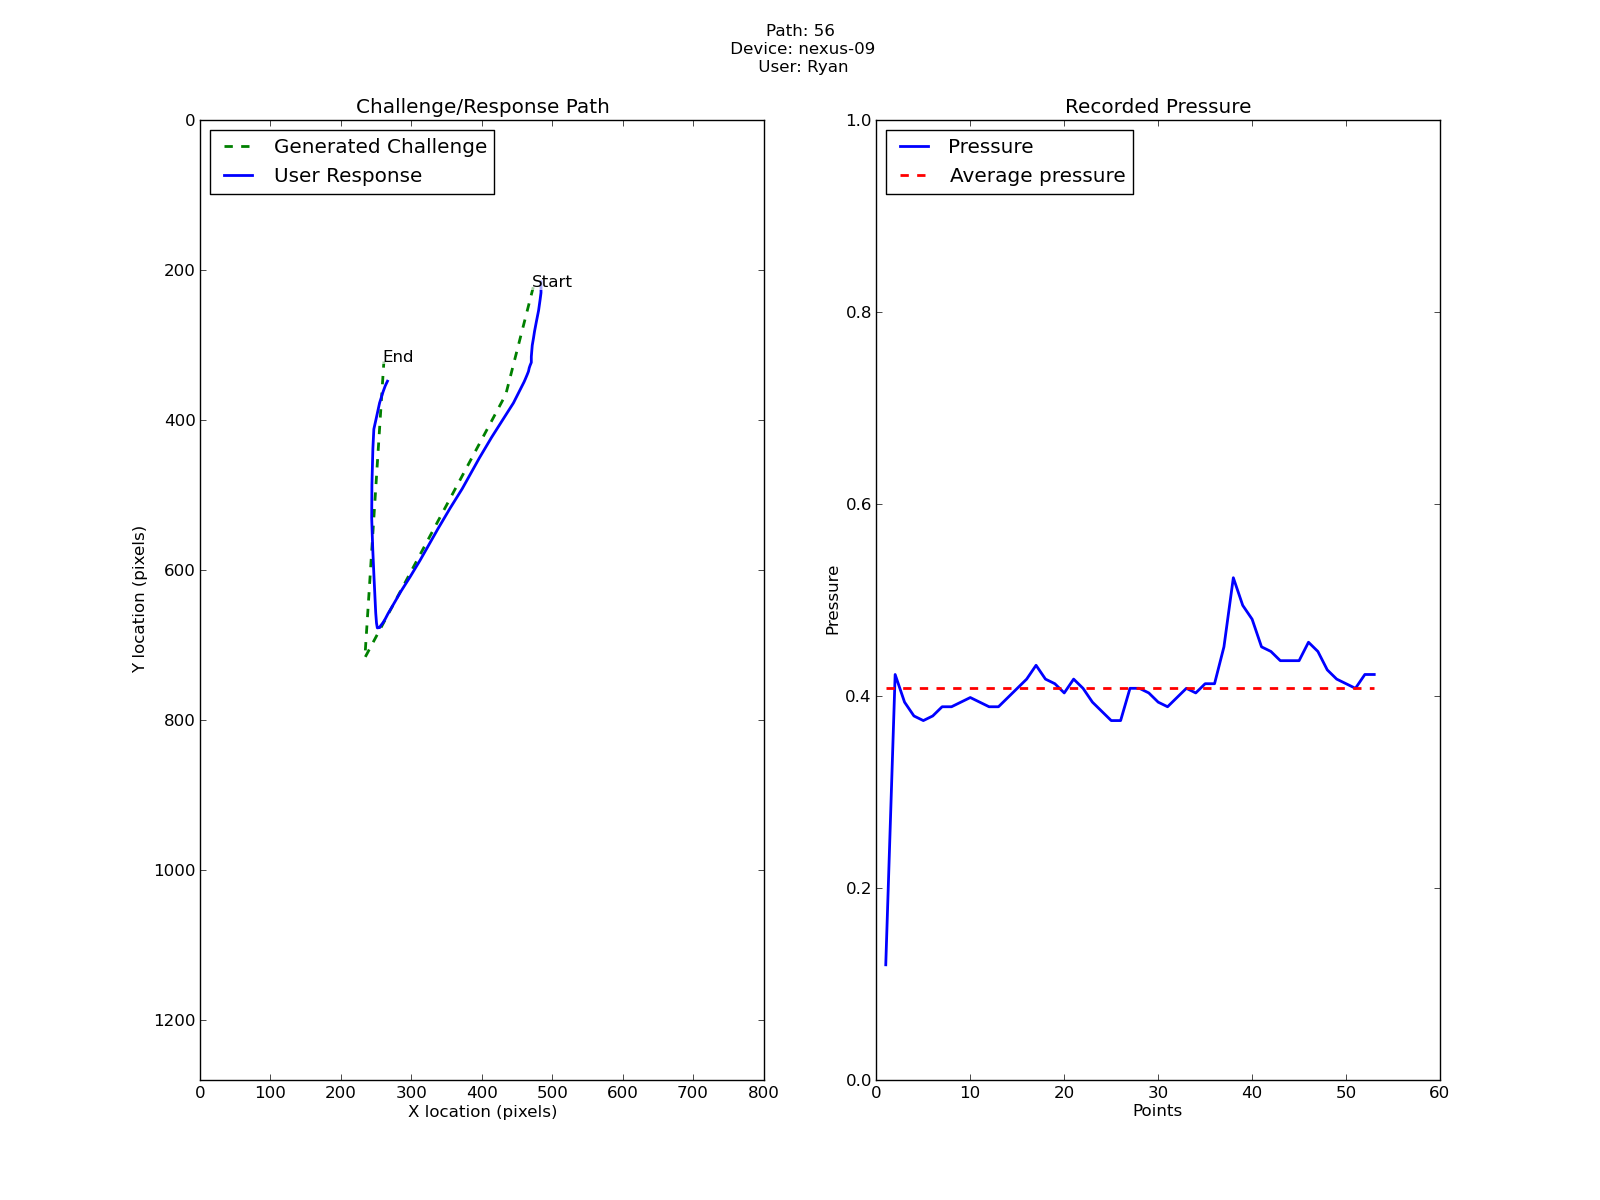 Path: 56
Device: nexus-09
User: Ryan
Challenge/Response Path
Generated Challenge
User Response
Start
End
0
200
400
600
800
1000
1200
Y location (pixels)
0 100 200 300 400 500 600 700 800
X location (pixels)
Recorded Pressure
Pressure
Average pressure
1.0
0.8
0.6
0.4
0.2
0.0
Pressure
0 10 20 30 40 50 60
Points